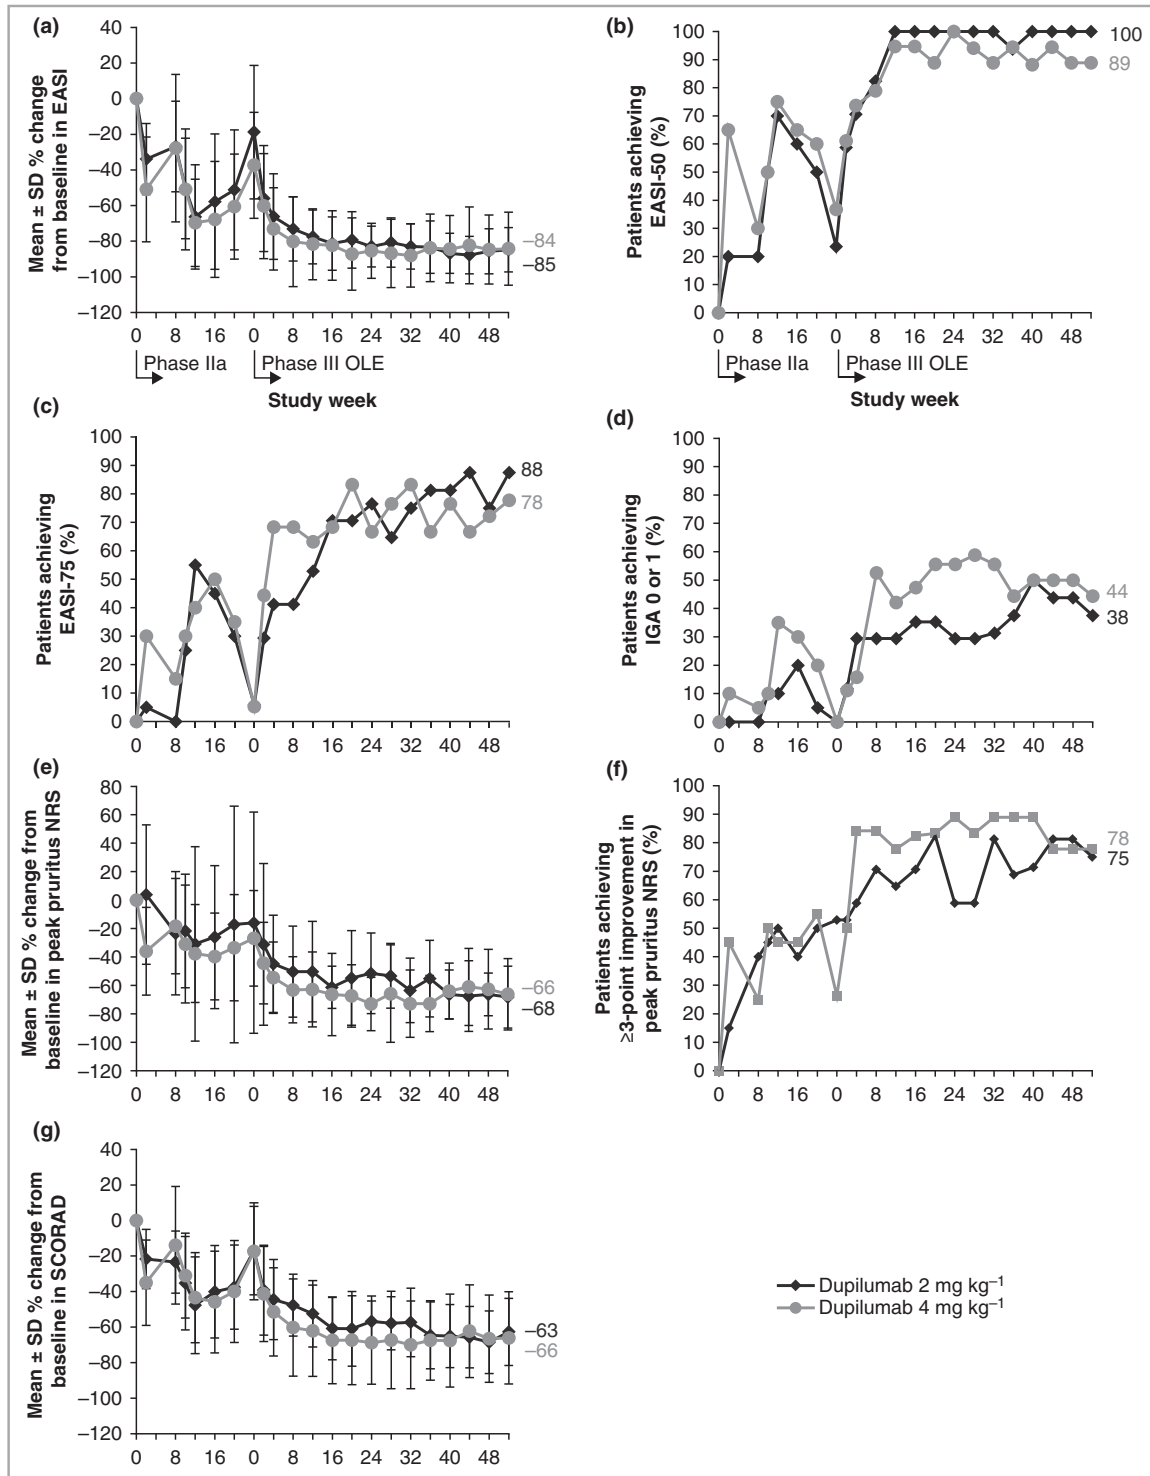 (a)
Mean ± SD % change
from baseline in EASI
40
20
0
−20
−40
−60
−80
−100
−120
−84
−85
0 8 16 0 8 16 24 32 40 48
Phase IIa
Phase III OLE
Study week
(b)
Patients achieving
EASI-50 (%)
100
90
80
70
60
50
40
30
20
10
0
100
89
0 8 16 0 8 16 24 32 40 48
Phase IIa
Phase III OLE
Study week
(c)
Patients achieving
EASI-75 (%)
100
90
80
70
60
50
40
30
20
10
0
88
78
0 8 16 0 8 16 24 32 40 48
(d)
Patients achieving
IGA 0 or 1 (%)
100
90
80
70
60
50
40
30
20
10
0
44
38
0 8 16 0 8 16 24 32 40 48
(e)
Mean ± SD % change from
baseline in peak pruritus NRS
80
60
40
20
0
−20
−40
−60
−80
−100
−120
−66
−68
0 8 16 0 8 16 24 32 40 48
(f)
Patients achieving
≥3-point improvement in
peak pruritus NRS (%)
100
90
80
70
60
50
40
30
20
10
0
78
75
0 8 16 0 8 16 24 32 40 48
(g)
Mean ± SD % change from
baseline in SCORAD
40
20
0
−20
−40
−60
−80
−100
−120
−63
−66
0 8 16 0 8 16 24 32 40 48
Dupilumab 2 mg kg⁻¹
Dupilumab 4 mg kg⁻¹